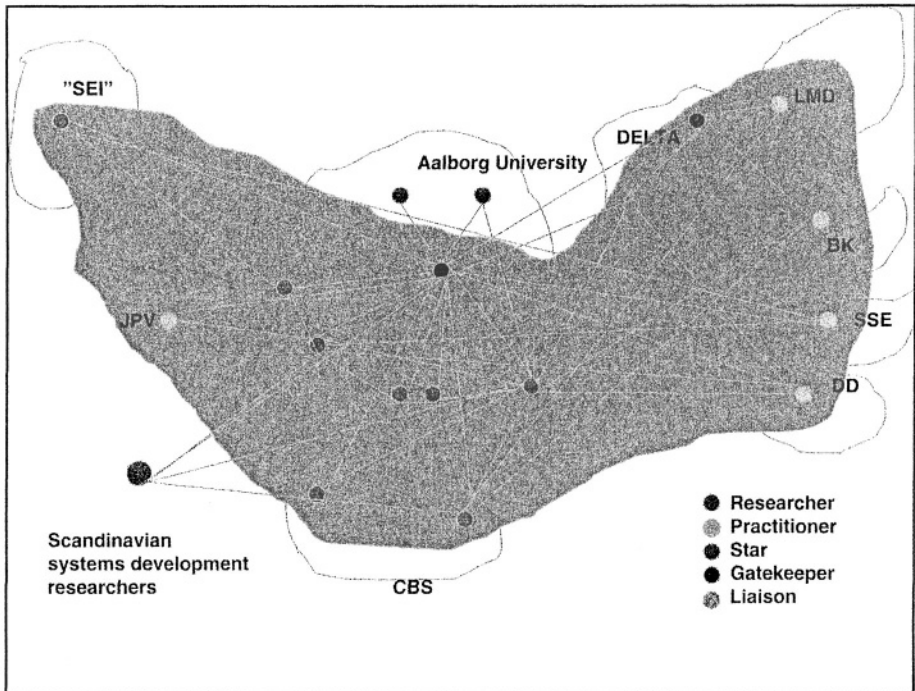 "SEI"
LMD
DELTA
Aalborg University
BK
JPV
SSE
DD
Researcher
Practitioner
Star
Gatekeeper
Liaison
Scandinavian
systems development
researchers
CBS